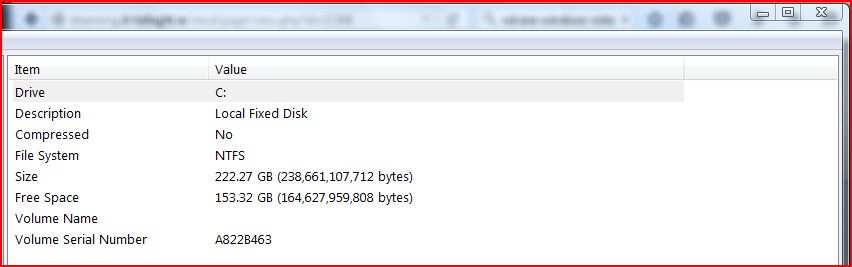 Item Value
Drive C:
Description Local Fixed Disk
Compressed No
File System NTFS
Size 222.27 GB (238,661,107,712 bytes)
Free Space 153.32 GB (164,627,959,808 bytes)
Volume Name
Volume Serial Number A822B463